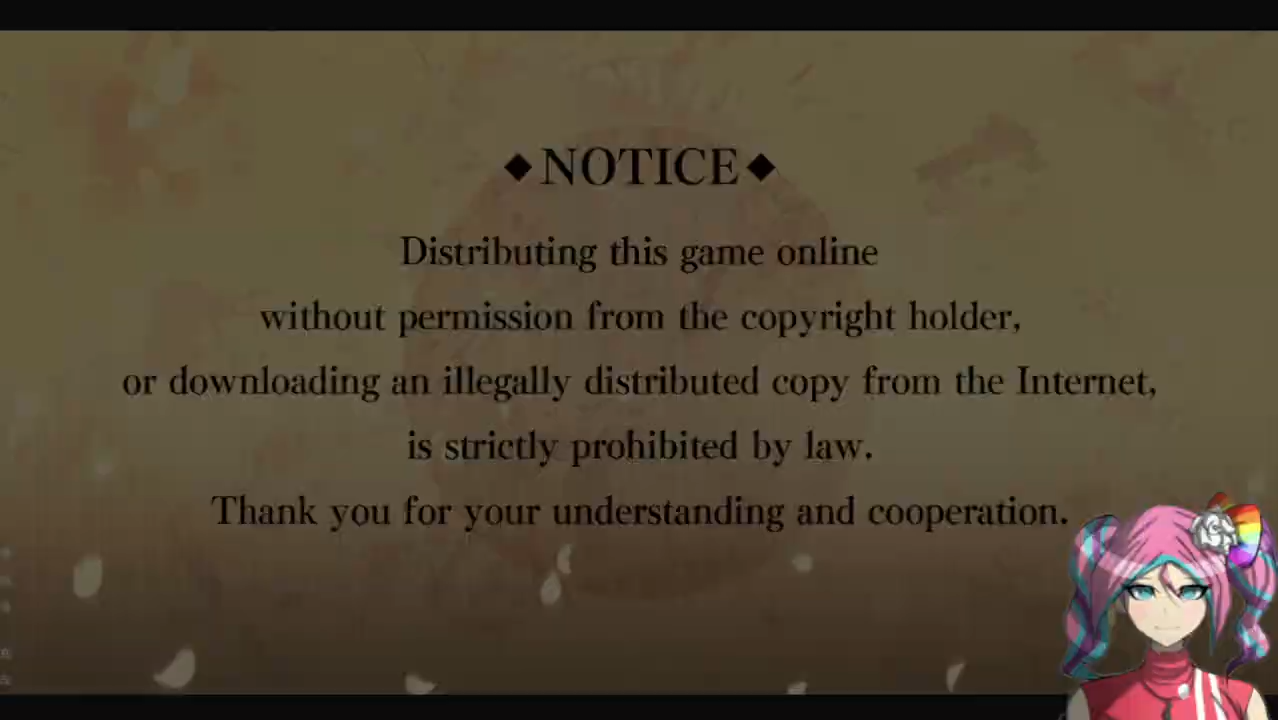 ◆NOTICE◆
Distributing this game online
without permission from the copyright holder,
or downloading an illegally distributed copy from the Internet,
is strictly prohibited by law.
Thank you for your understanding and cooperation.